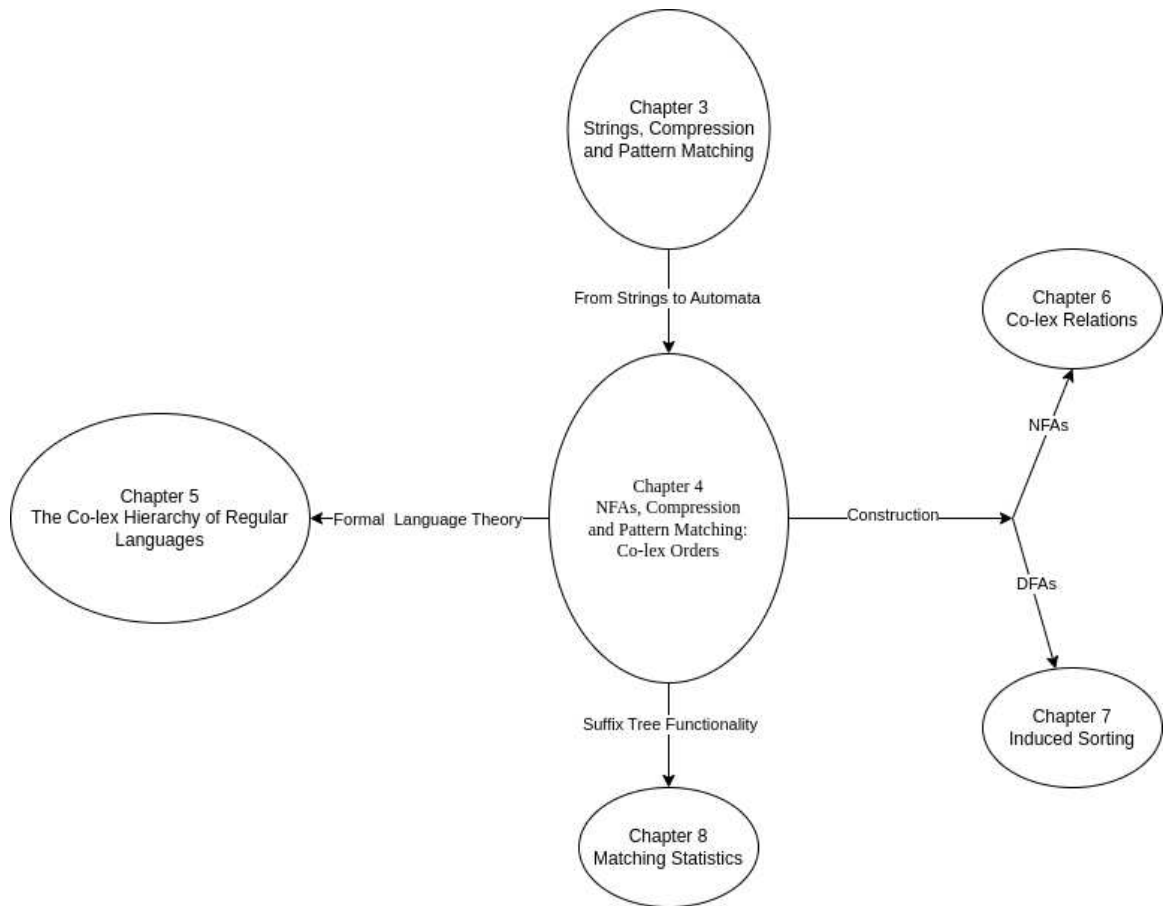 Chapter 3
Strings, Compression
and Pattern Matching
From Strings to Automata
Chapter 6
Co-lex Relations
NFAs
Chapter 5
The Co-lex Hierarchy of Regular
Languages
Formal Language Theory
Chapter 4
NFAs, Compression
and Pattern Matching:
Co-lex Orders
Construction
DFAs
Chapter 7
Induced Sorting
Suffix Tree Functionality
Chapter 8
Matching Statistics